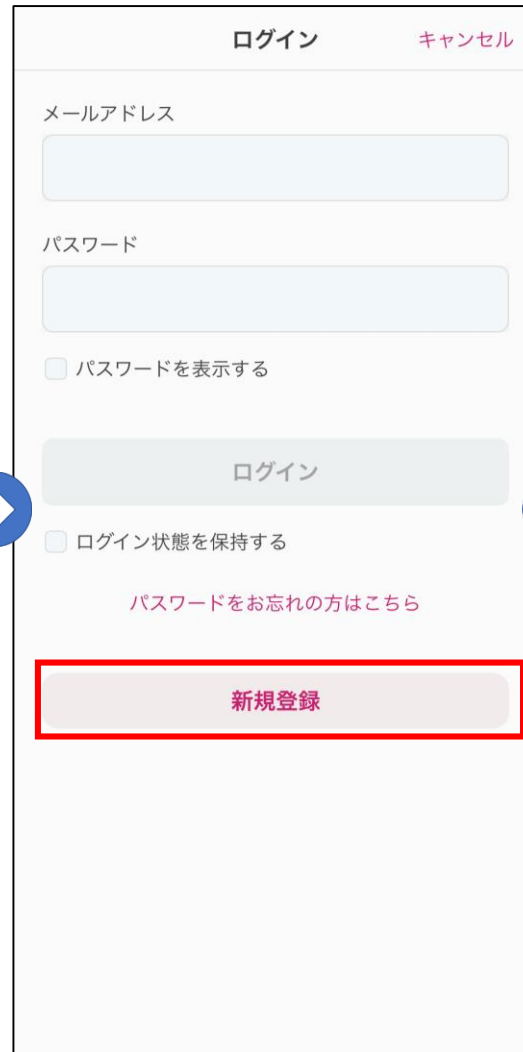 ログイン キャンセル
メールアドレス
パスワード
パスワードを表示する
ログイン
ログイン状態を保持する
パスワードをお忘れの方はこちら
新規登録